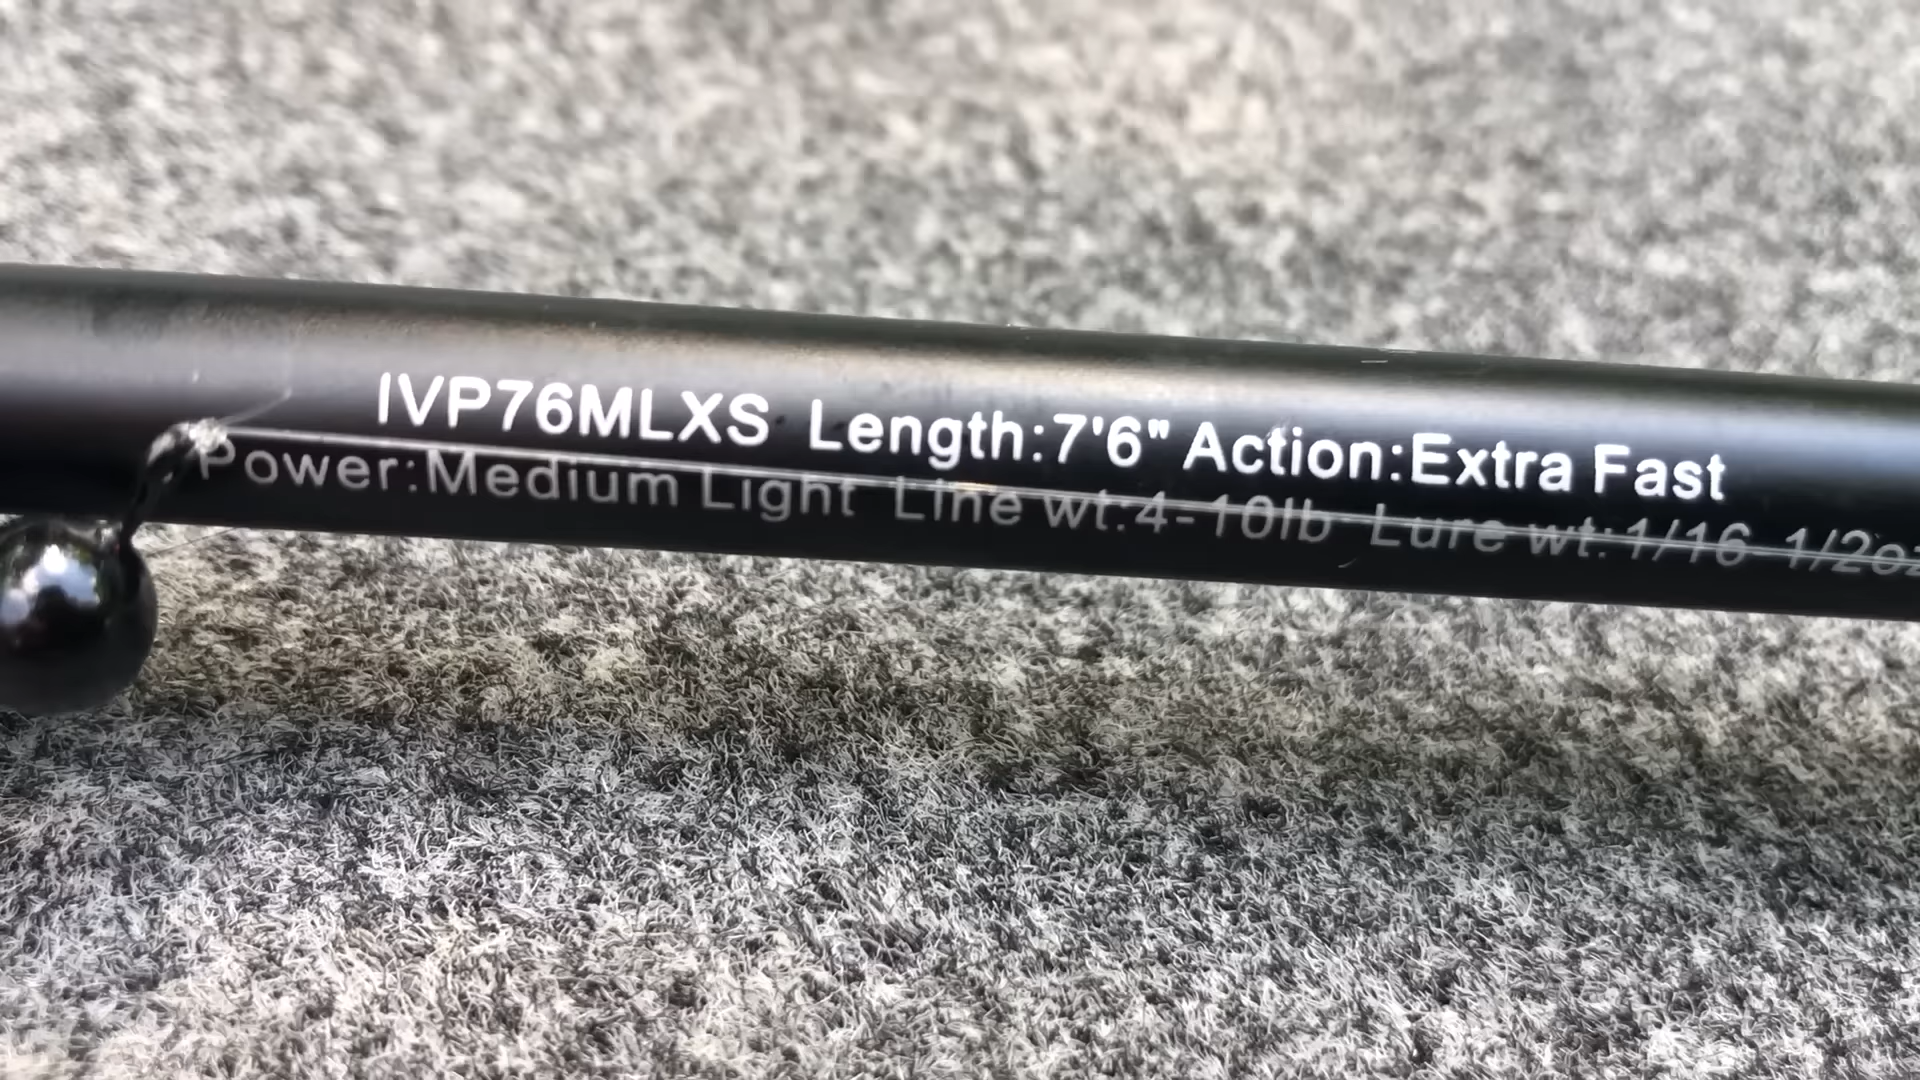 IVP76MLXS Length:7'6" Action:Extra Fast
Power:Medium Light Line wt:4-10lb Lure wt:1/16-1/2oz